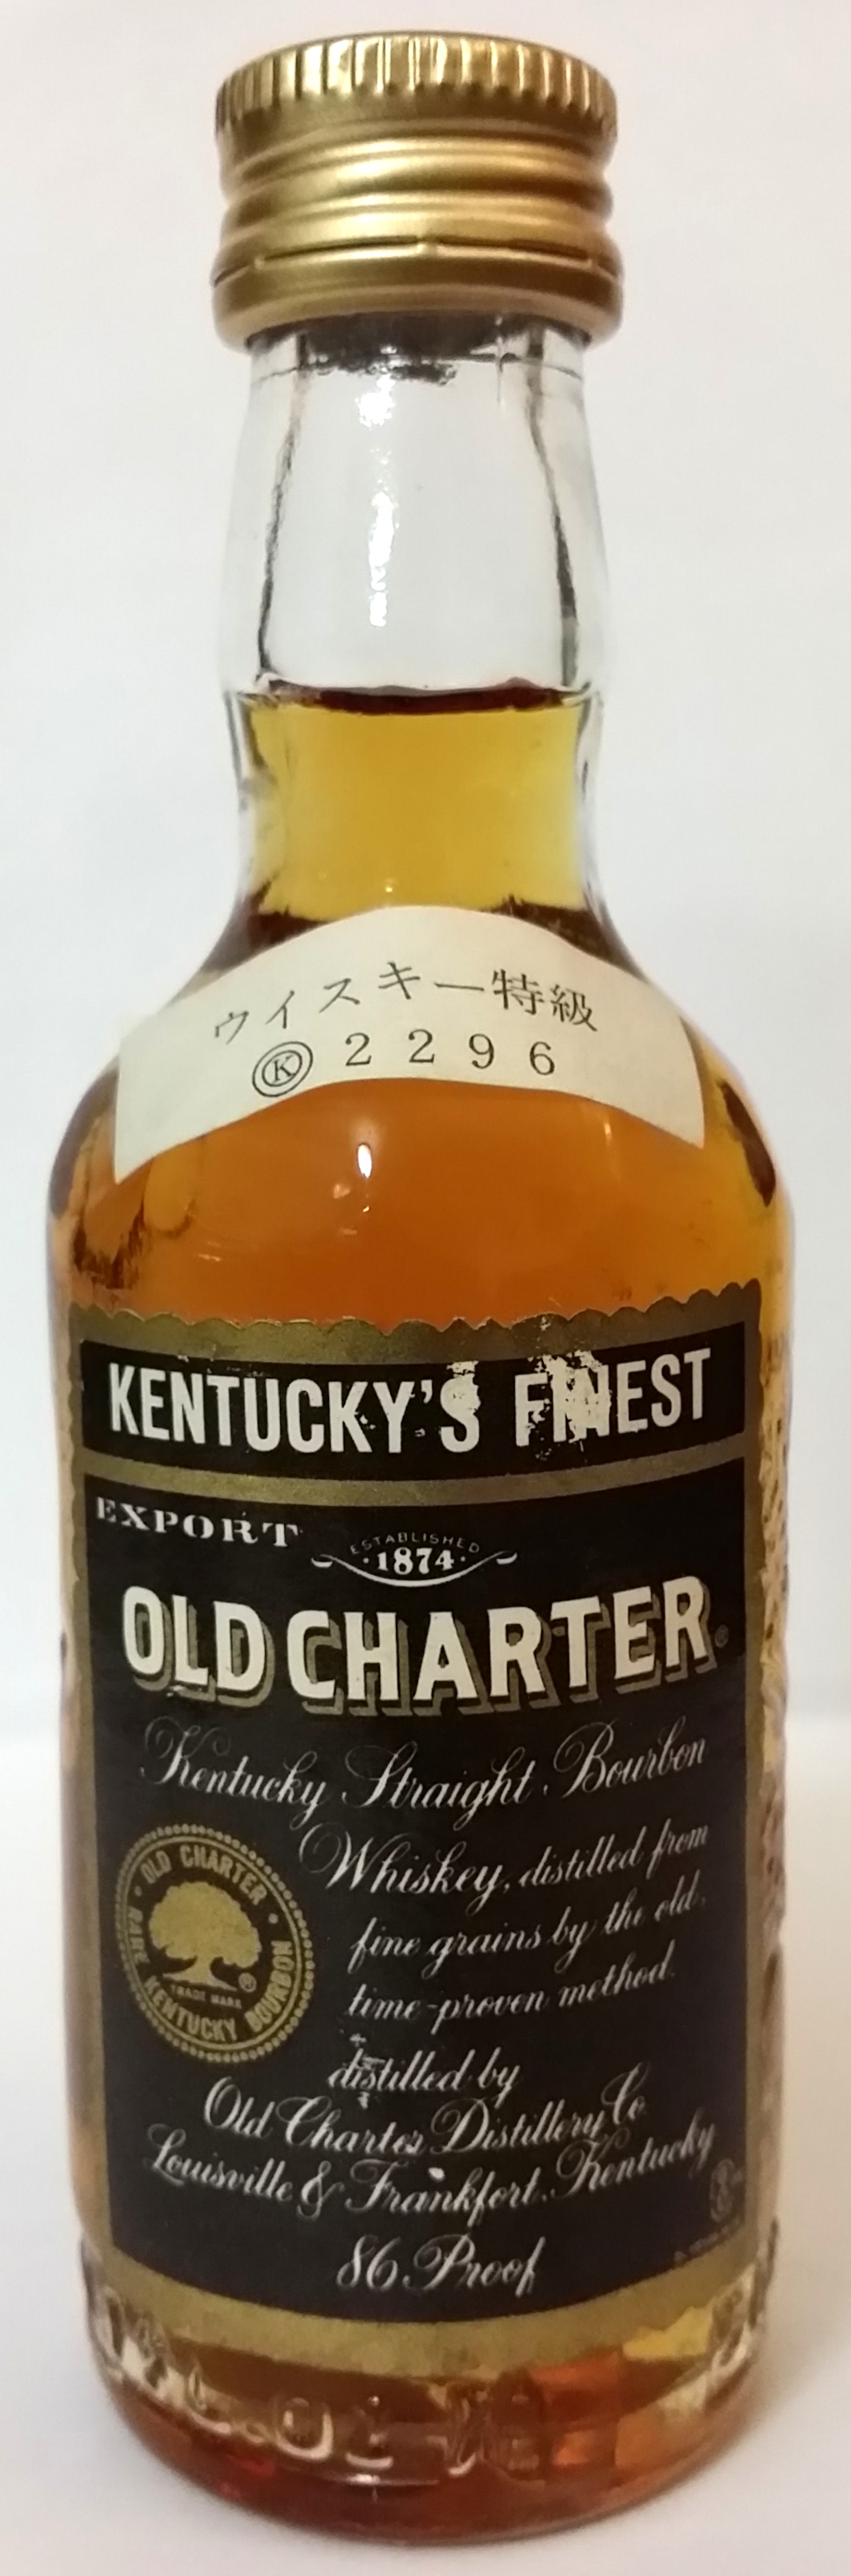 ウイスキー特級
Ⓚ 2296
KENTUCKY'S FINEST
EXPORT
ESTABLISHED
·1874·
OLD CHARTER®
Kentucky Straight Bourbon
Whiskey, distilled from
fine grains by the old,
time-proven method.
· OLD CHARTER ·
RARE KENTUCKY BOURBON
TRADE MARK ®
distilled by
Old Charter Distillery Co.
Louisville & Frankfort. Kentucky
86 Proof